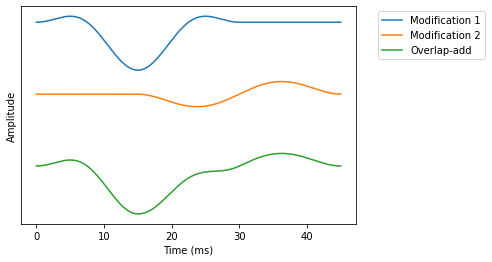 Modification 1
Modification 2
Overlap-add
Amplitude
0 10 20 30 40
Time (ms)